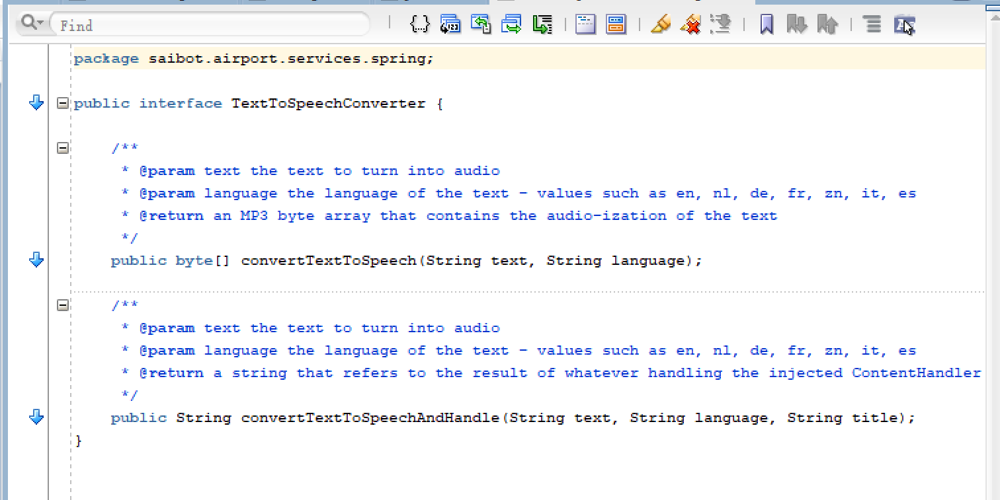 Find
package saibot.airport.services.spring;
public interface TextToSpeechConverter {
/**
* @param text the text to turn into audio
* @param language the language of the text - values such as en, nl, de, fr, zn, it, es
* @return an MP3 byte array that contains the audio-ization of the text
*/
public byte[] convertTextToSpeech(String text, String language);
/**
* @param text the text to turn into audio
* @param language the language of the text - values such as en, nl, de, fr, zn, it, es
* @return a string that refers to the result of whatever handling the injected ContentHandler
*/
public String convertTextToSpeechAndHandle(String text, String language, String title);
}